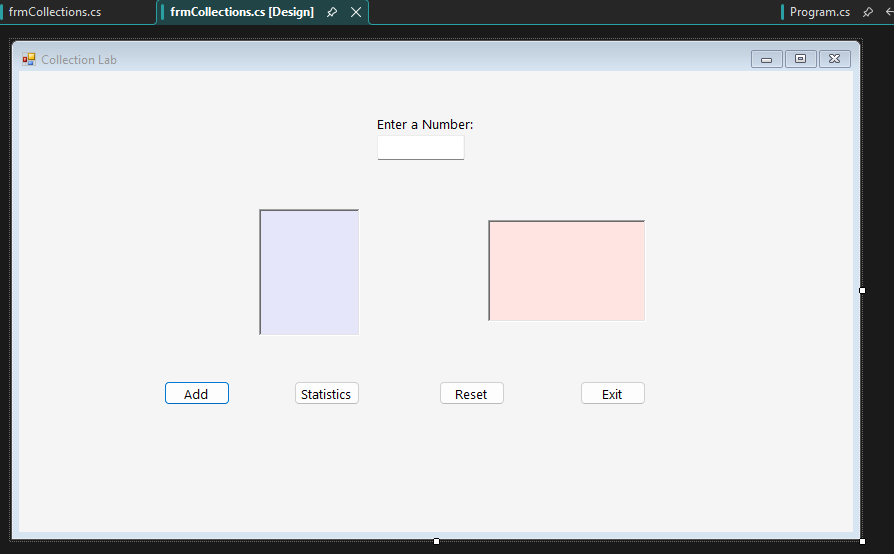 frmCollections.cs
frmCollections.cs [Design]
Program.cs
Collection Lab
Enter a Number:
Add
Statistics
Reset
Exit